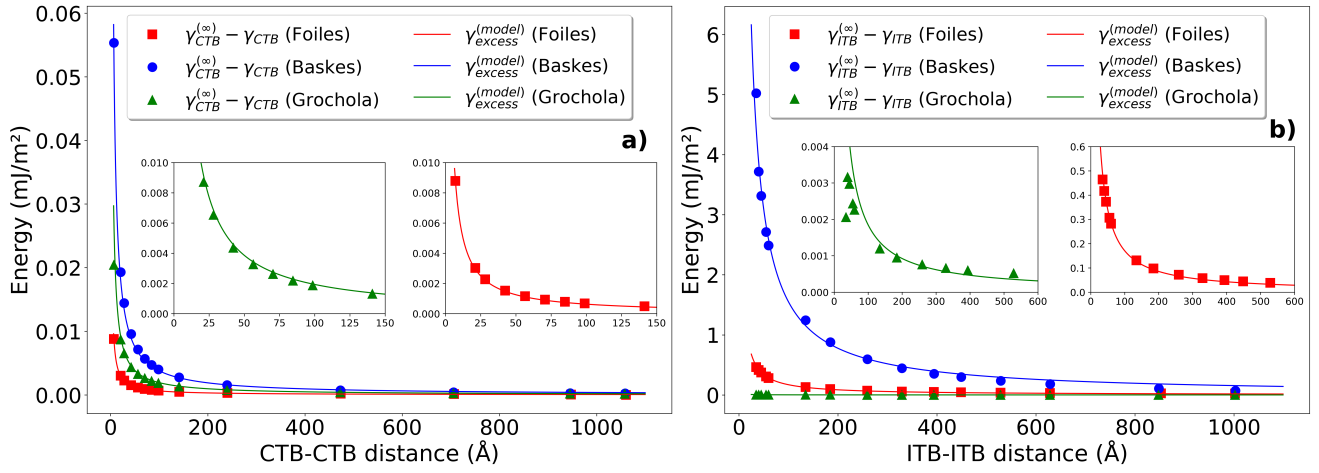 γ_CTB^(∞) − γ_CTB (Foiles)
γ_CTB^(∞) − γ_CTB (Baskes)
γ_CTB^(∞) − γ_CTB (Grochola)
γ_excess^(model) (Foiles)
γ_excess^(model) (Baskes)
γ_excess^(model) (Grochola)
a)
Energy (mJ/m²)
0.06
0.05
0.04
0.03
0.02
0.01
0.00
0 200 400 600 800 1000
CTB-CTB distance (Å)
0.010
0.008
0.006
0.004
0.002
0.000
0 25 50 75 100 125 150
0.010
0.008
0.006
0.004
0.002
0.000
0 25 50 75 100 125 150
γ_ITB^(∞) − γ_ITB (Foiles)
γ_ITB^(∞) − γ_ITB (Baskes)
γ_ITB^(∞) − γ_ITB (Grochola)
γ_excess^(model) (Foiles)
γ_excess^(model) (Baskes)
γ_excess^(model) (Grochola)
b)
Energy (mJ/m²)
6
5
4
3
2
1
0
0 200 400 600 800 1000
ITB-ITB distance (Å)
0.004
0.003
0.002
0.001
0.000
0 100 200 300 400 500 600
0.6
0.5
0.4
0.3
0.2
0.1
0.0
0 100 200 300 400 500 600